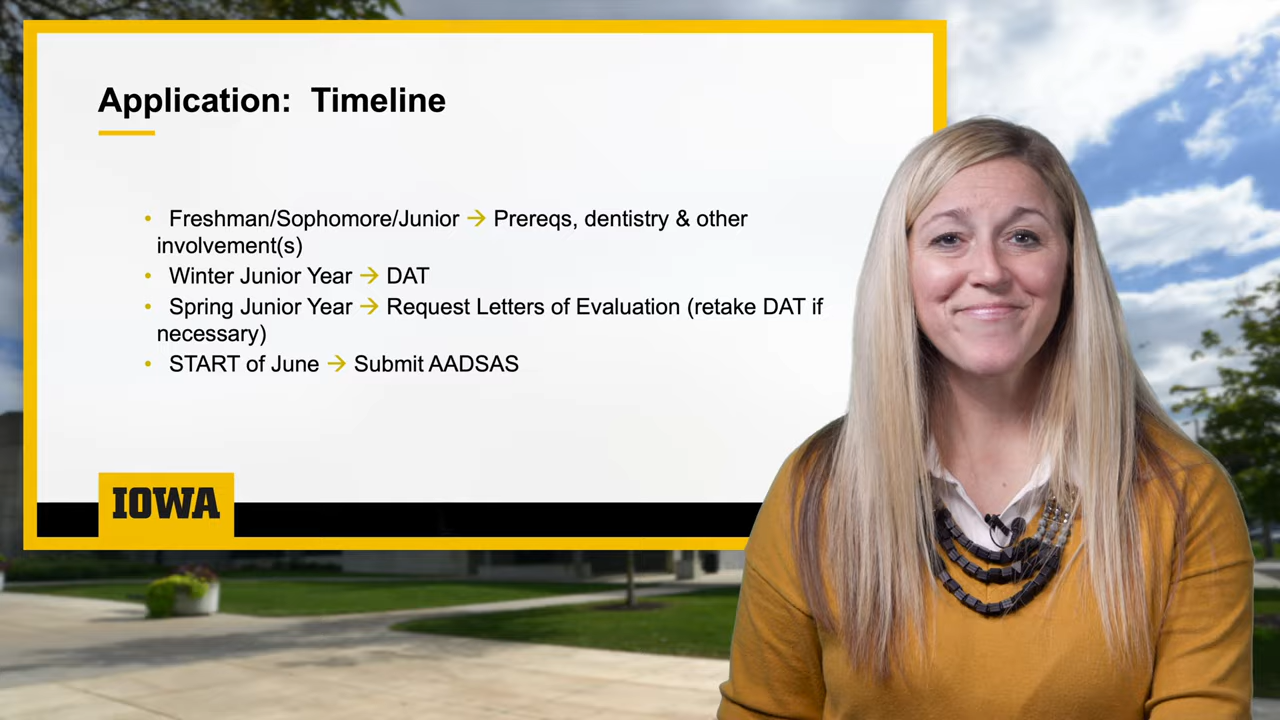 Application:  Timeline
• Freshman/Sophomore/Junior → Prereqs, dentistry & other
involvement(s)
• Winter Junior Year → DAT
• Spring Junior Year → Request Letters of Evaluation (retake DAT if
necessary)
• START of June → Submit AADSAS
IOWA